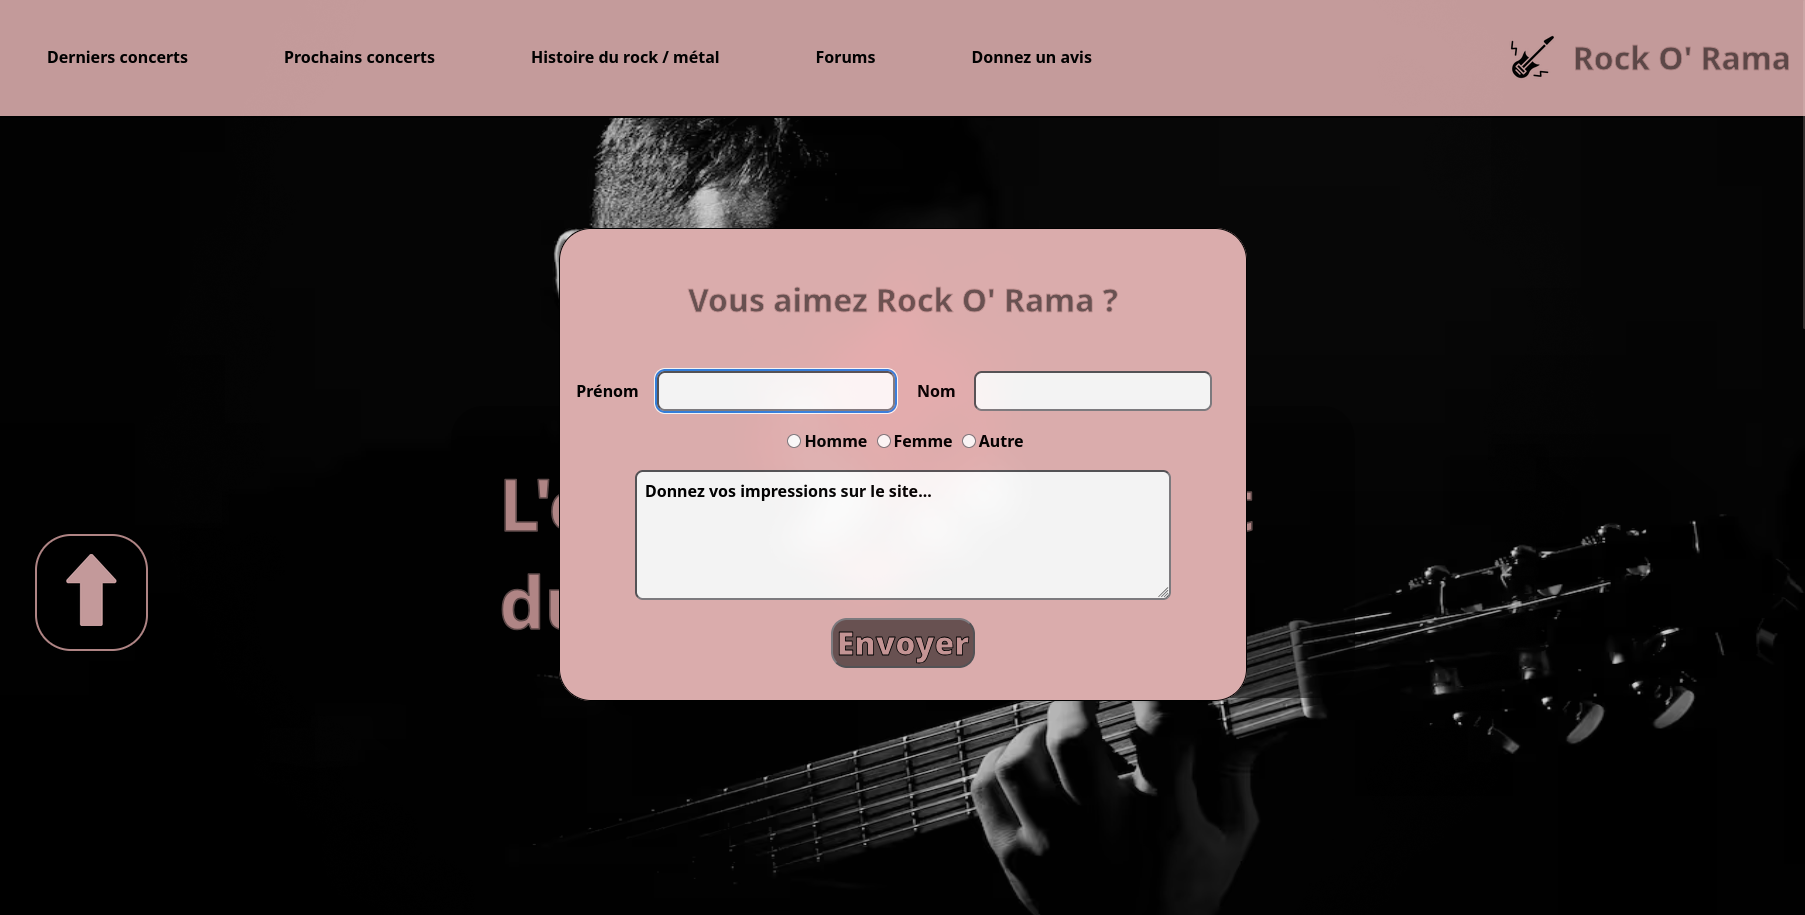 Derniers concerts Prochains concerts Histoire du rock / métal Forums Donnez un avis Rock O' Rama
Vous aimez Rock O' Rama ?
Prénom Nom
Homme Femme Autre
Donnez vos impressions sur le site...
Envoyer